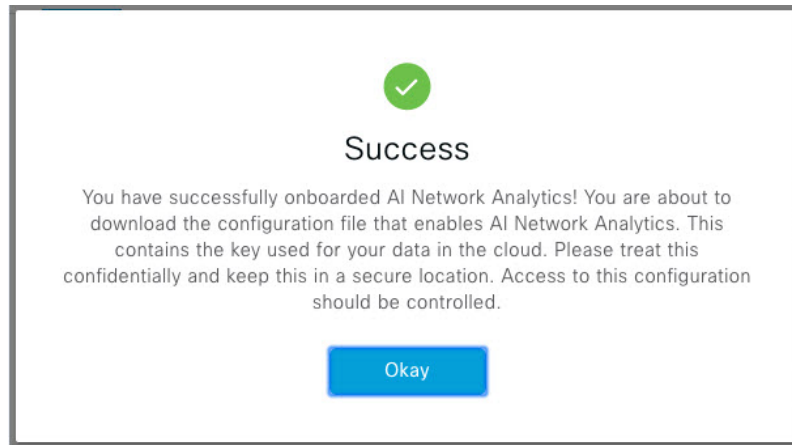 Success
You have successfully onboarded AI Network Analytics! You are about to
download the configuration file that enables AI Network Analytics. This
contains the key used for your data in the cloud. Please treat this
confidentially and keep this in a secure location. Access to this configuration
should be controlled.
Okay